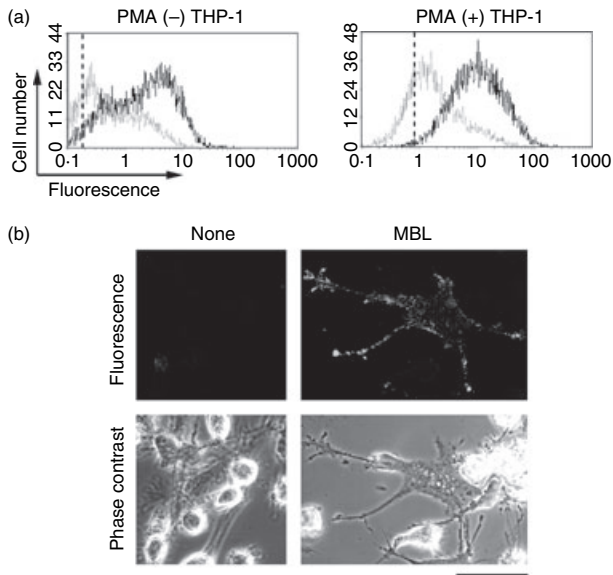 (a)
PMA (–) THP-1
PMA (+) THP-1
Cell number
44
33
22
11
0
0·1 1 10 100 1000
Fluorescence
48
36
24
12
0
0·1 1 10 100 1000
(b)
None
MBL
Fluorescence
Phase contrast